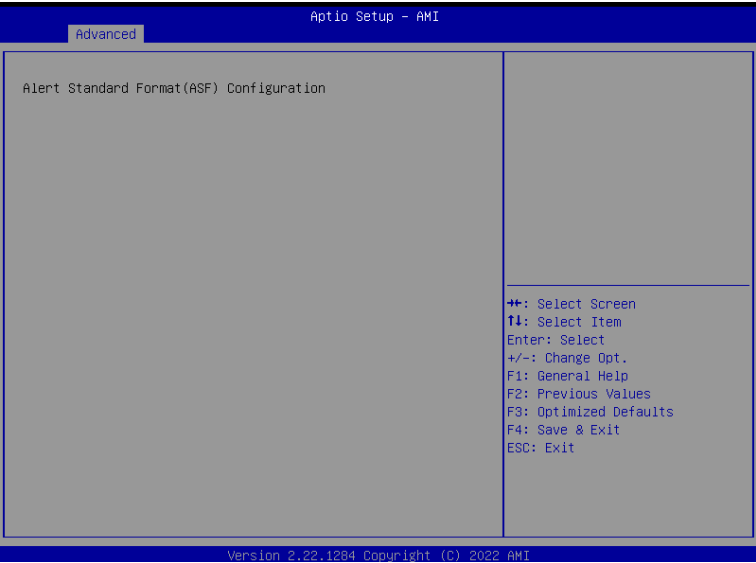 Aptio Setup – AMI
Advanced
Alert Standard Format(ASF) Configuration
→←: Select Screen
↑↓: Select Item
Enter: Select
+/-: Change Opt.
F1: General Help
F2: Previous Values
F3: Optimized Defaults
F4: Save & Exit
ESC: Exit
Version 2.22.1284 Copyright (C) 2022 AMI